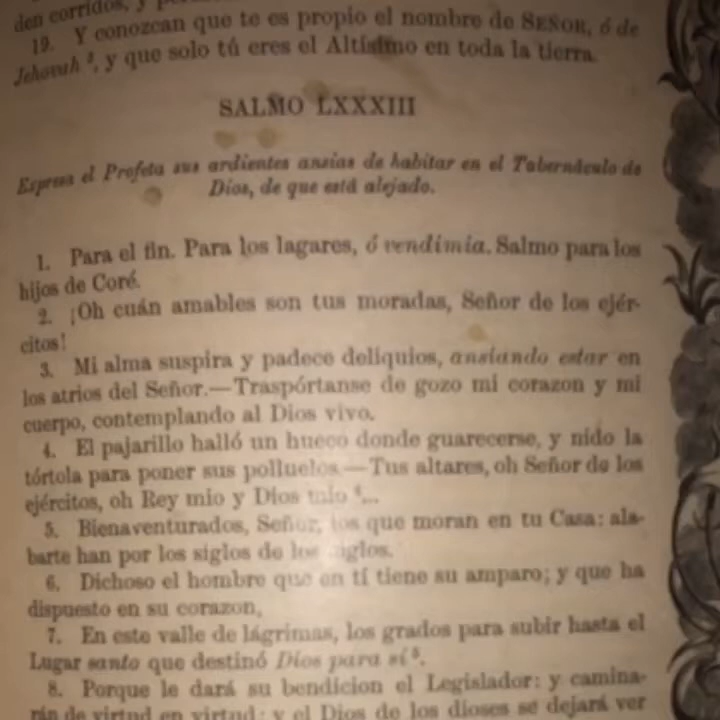 den corridos, y
19. Y conozcan que te es propio el nombre de SEÑOR, ó de
Jehovah ³, y que solo tú eres el Altísimo en toda la tierra.
SALMO LXXXIII
Espresa el Profeta sus ardientes ansias de habitar en el Tabernáculo de
Dios, de que está alejado.
1. Para el fin. Para los lagares, ó vendimia. Salmo para los
hijos de Coré.
2. ¡Oh cuán amables son tus moradas, Señor de los ejér-
citos!
3. Mi alma suspira y padece deliquios, ansiando estar en
los atrios del Señor.—Traspórtanse de gozo mi corazon y mi
cuerpo, contemplando al Dios vivo.
4. El pajarillo halló un hueco donde guarecerse, y nido la
tórtola para poner sus polluelos.—Tus altares, oh Señor de los
ejércitos, oh Rey mio y Dios mio ⁴...
5. Bienaventurados, Señor, los que moran en tu Casa: ala-
barte han por los siglos de los siglos.
6. Dichoso el hombre que en tí tiene su amparo; y que ha
dispuesto en su corazon,
7. En este valle de lágrimas, los grados para subir hasta el
Lugar santo que destinó Dios para sí ⁵.
8. Porque le dará su bendicion el Legislador: y camina-
rán de virtud en virtud: y el Dios de los dioses se dejará ver